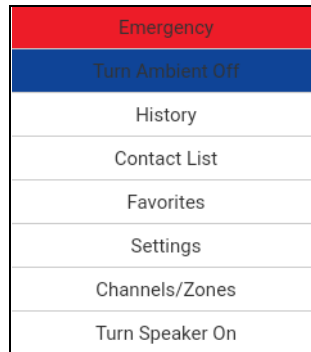 Emergency
Turn Ambient Off
History
Contact List
Favorites
Settings
Channels/Zones
Turn Speaker On